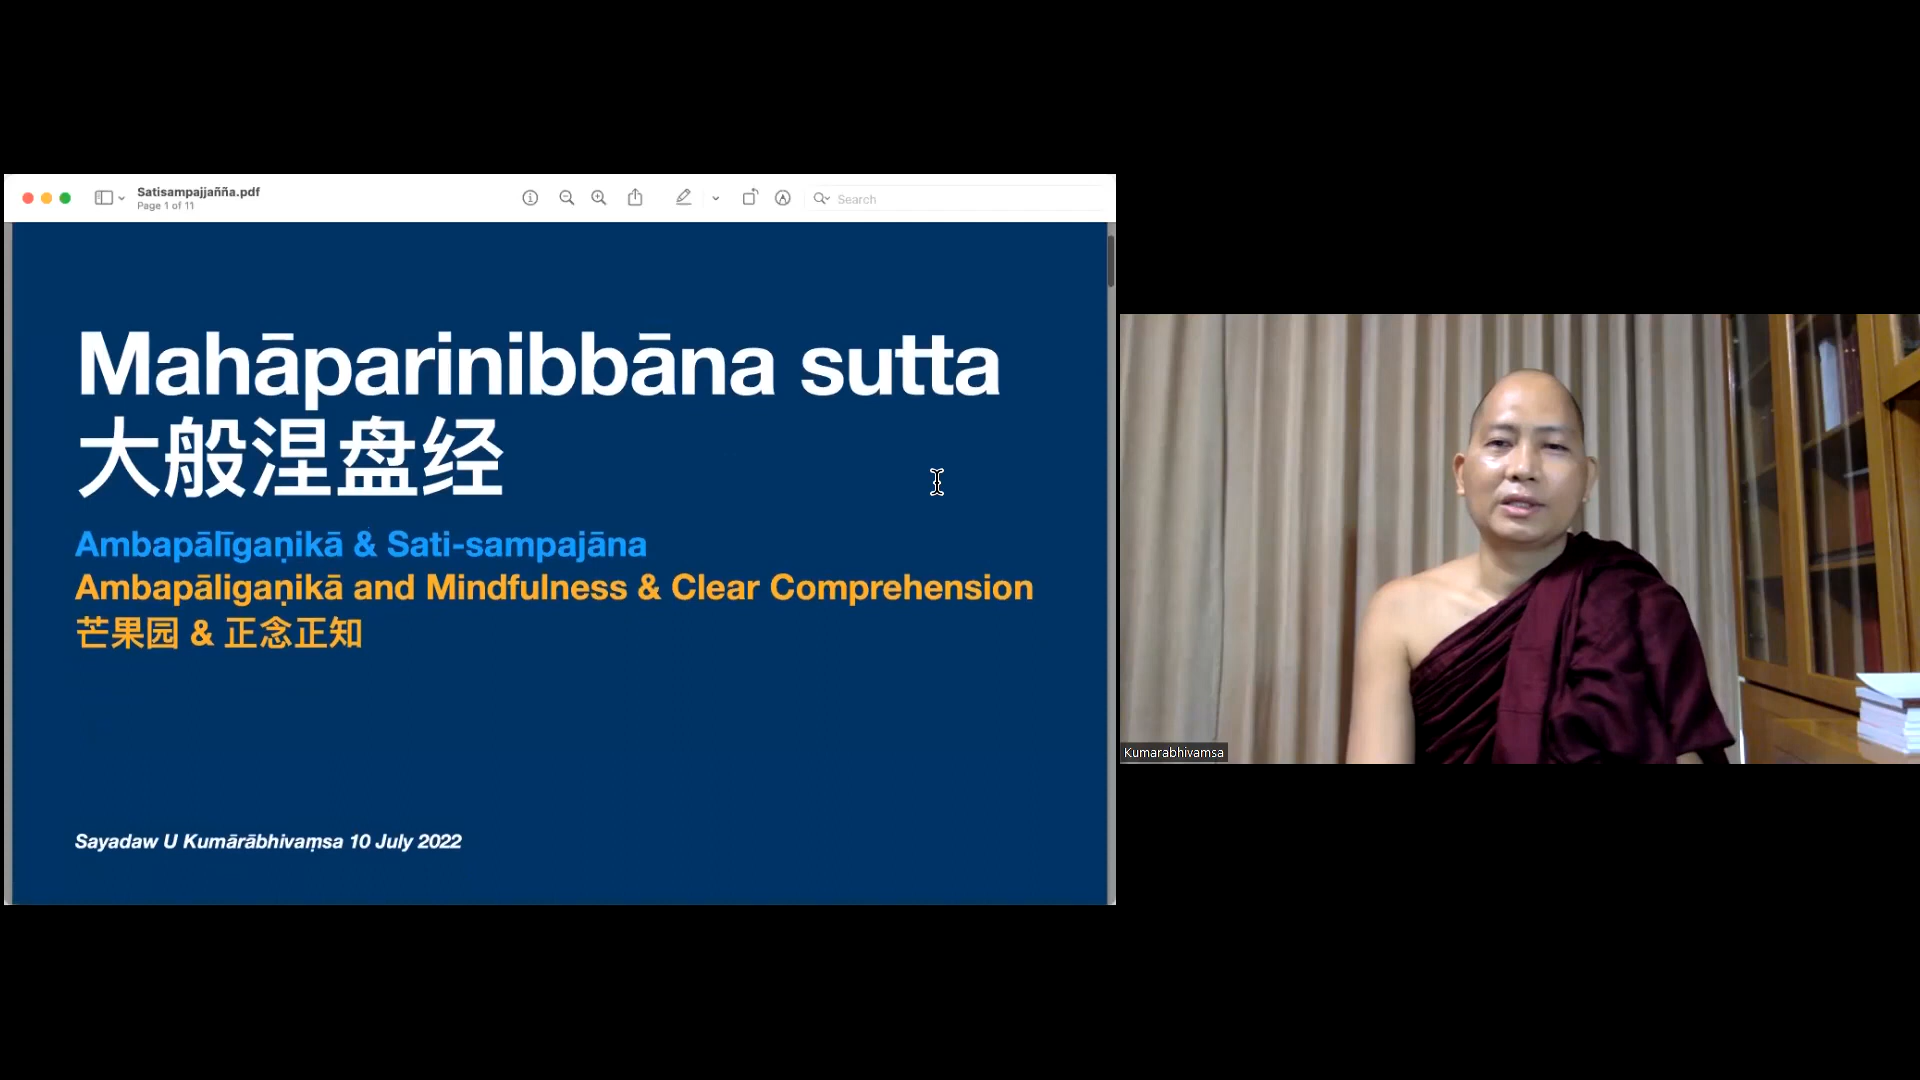 Satisampajjañña.pdf
Page 1 of 11
Search
Mahāparinibbāna sutta
大般涅盘经
Ambapālīgaṇikā & Sati-sampajāna
Ambapāligaṇikā and Mindfulness & Clear Comprehension
芒果园 & 正念正知
Sayadaw U Kumārābhivaṃsa 10 July 2022
Kumarabhivamsa